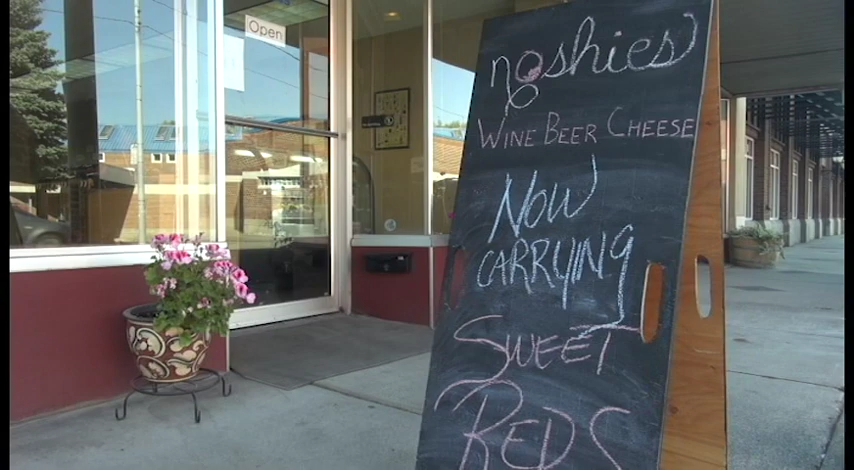 Open
noshies
WINE BEER CHEESE
NOW
CARRYING
SWEET
REDS